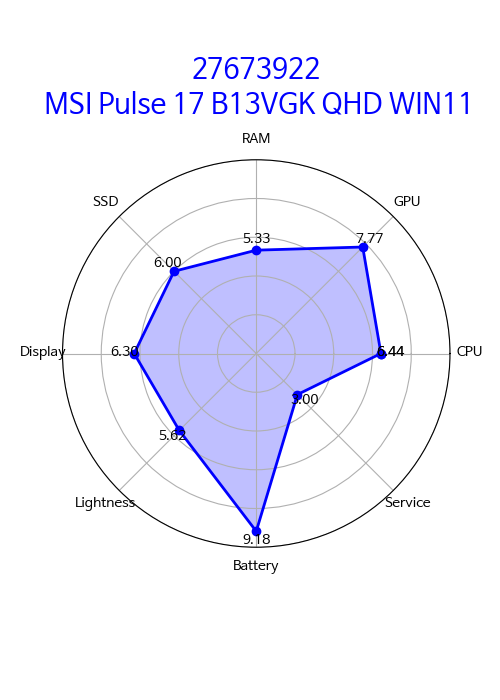 27673922
MSI Pulse 17 B13VGK QHD WIN11
RAM
SSD
GPU
5.33
7.77
6.00
Display
6.30
6.44
CPU
3.00
5.62
Lightness
Service
9.18
Battery